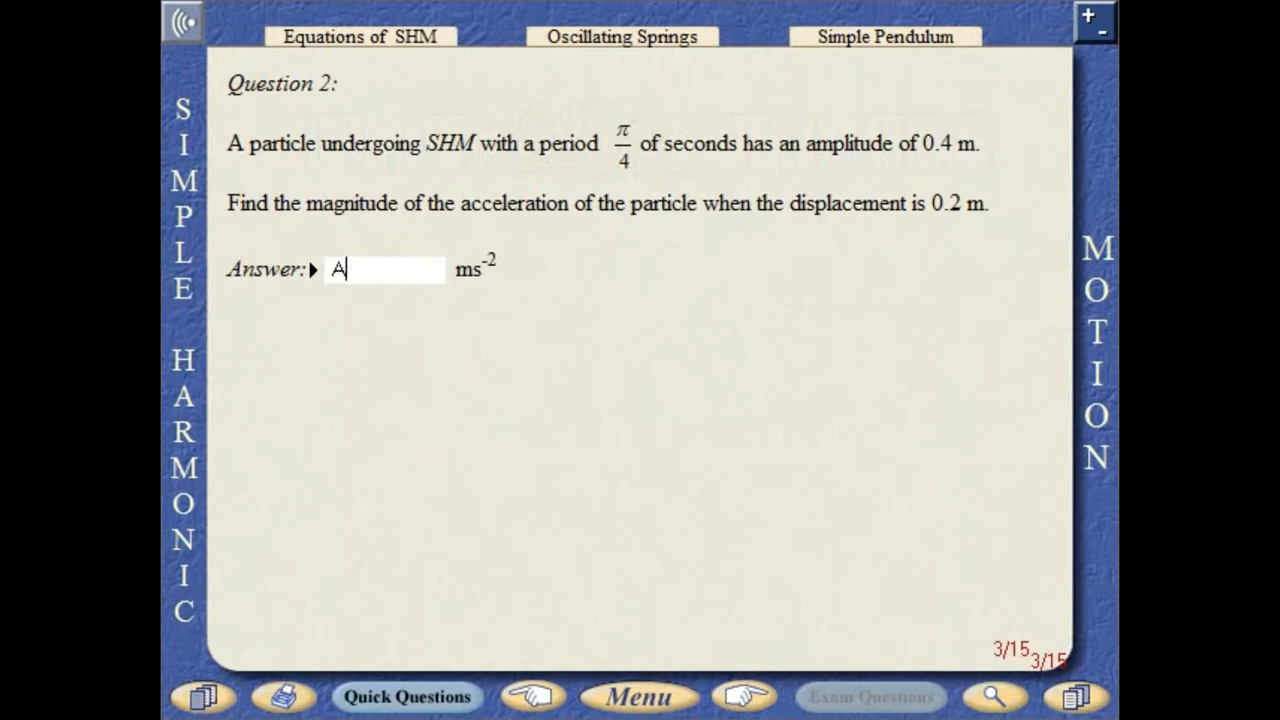 Equations of SHM
Oscillating Springs
Simple Pendulum
+
-
SIMPLE HARMONIC
Question 2:
A particle undergoing SHM with a period π/4 of seconds has an amplitude of 0.4 m.
Find the magnitude of the acceleration of the particle when the displacement is 0.2 m.
Answer: A ms-2
MOTION
3/15
3/15
Quick Questions
Menu
Exam Questions